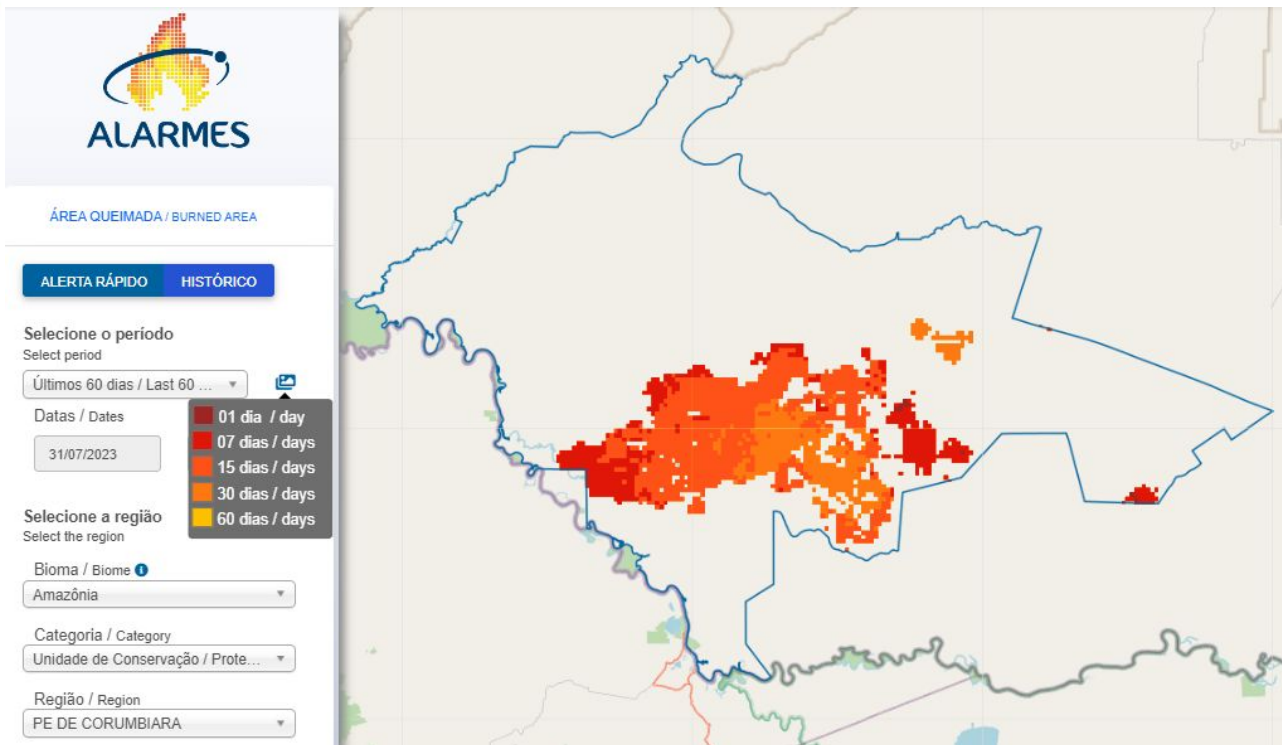 ALARMES
ÁREA QUEIMADA / BURNED AREA
ALERTA RÁPIDO HISTÓRICO
Selecione o período
Select period
Últimos 60 dias / Last 60 ...
Datas / Dates
31/07/2023
01 dia / day
07 dias / days
15 dias / days
30 dias / days
60 dias / days
Selecione a região
Select the region
Bioma / Biome
Amazônia
Categoria / Category
Unidade de Conservação / Prote...
Região / Region
PE DE CORUMBIARA